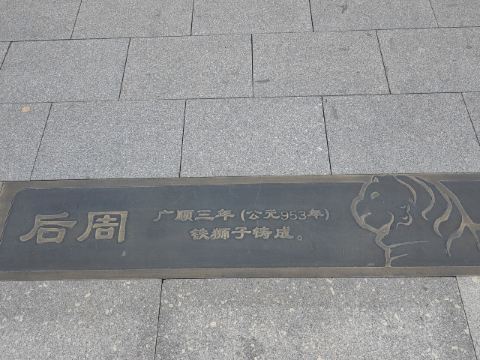 后周
广顺三年(公元953年)
铁狮子铸成。